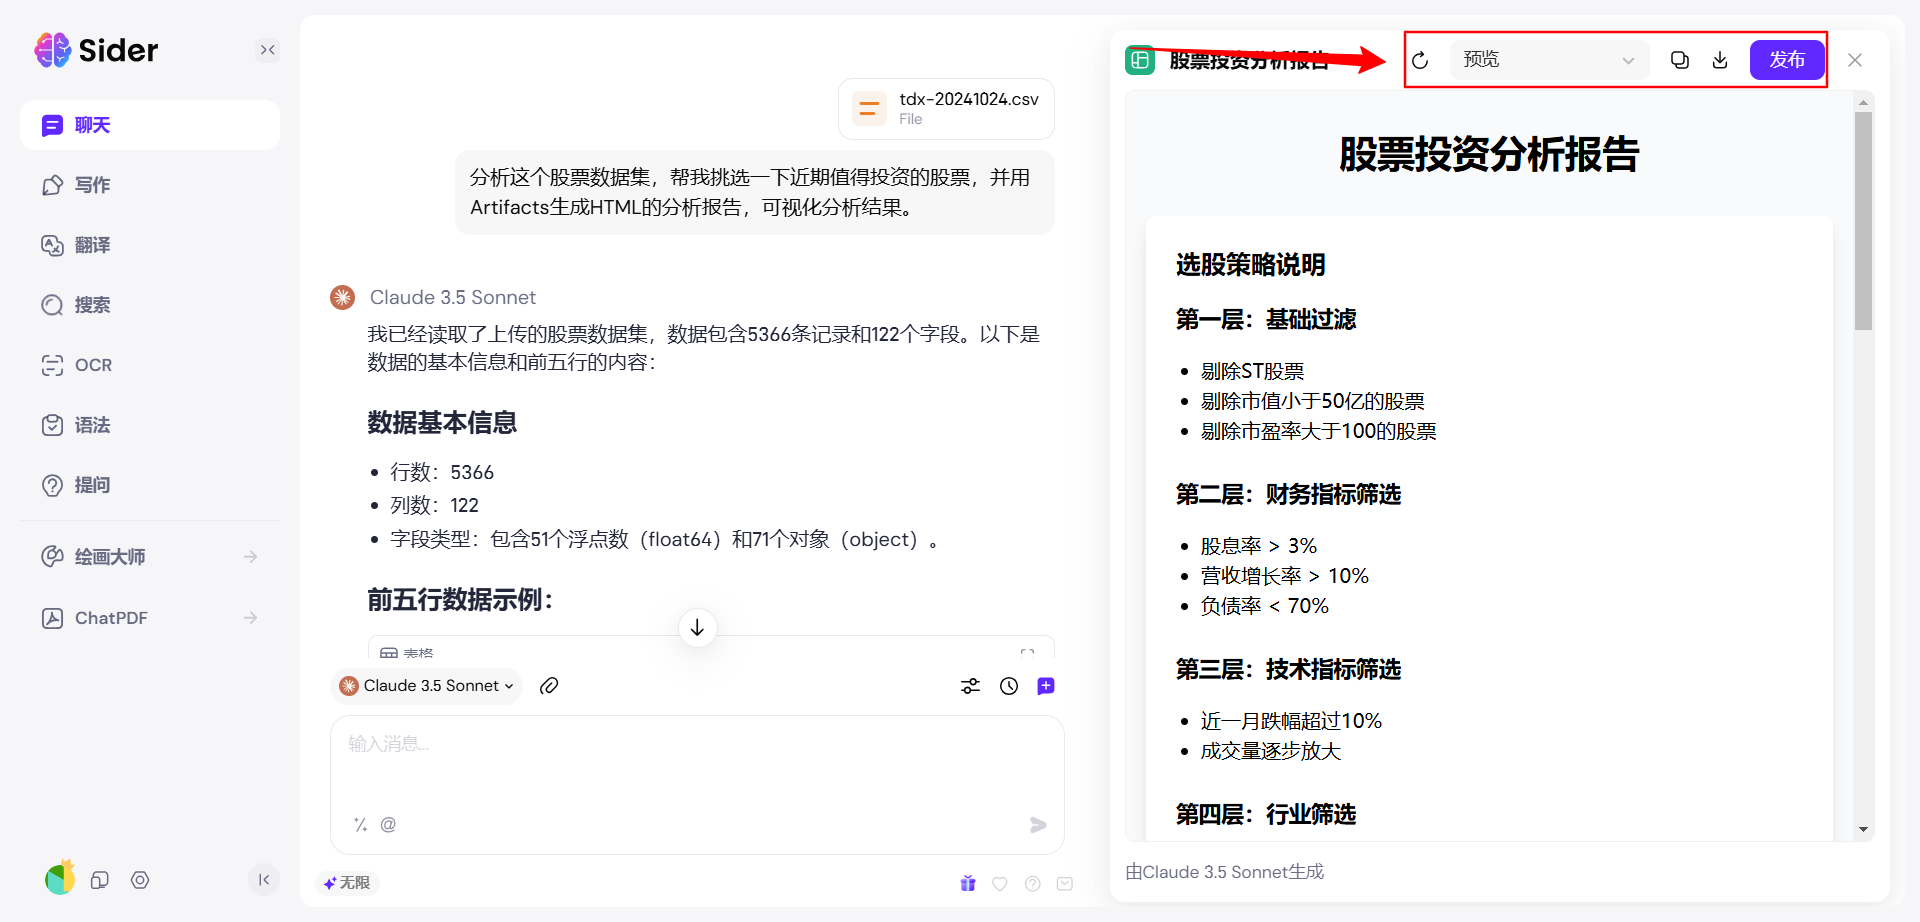 Sider
聊天
写作
翻译
搜索
OCR
语法
提问
绘画大师
ChatPDF
tdx-20241024.csv
File
分析这个股票数据集，帮我挑选一下近期值得投资的股票，并用
Artifacts生成HTML的分析报告，可视化分析结果。
Claude 3.5 Sonnet
我已经读取了上传的股票数据集，数据包含5366条记录和122个字段。以下是
数据的基本信息和前五行的内容：
数据基本信息
行数：5366
列数：122
字段类型：包含51个浮点数（float64）和71个对象（object）。
前五行数据示例：
表格
Claude 3.5 Sonnet
输入消息...
@
无限
股票投资分析报告
预览
发布
股票投资分析报告
选股策略说明
第一层：基础过滤
剔除ST股票
剔除市值小于50亿的股票
剔除市盈率大于100的股票
第二层：财务指标筛选
股息率 > 3%
营收增长率 > 10%
负债率 < 70%
第三层：技术指标筛选
近一月跌幅超过10%
成交量逐步放大
第四层：行业筛选
由Claude 3.5 Sonnet生成